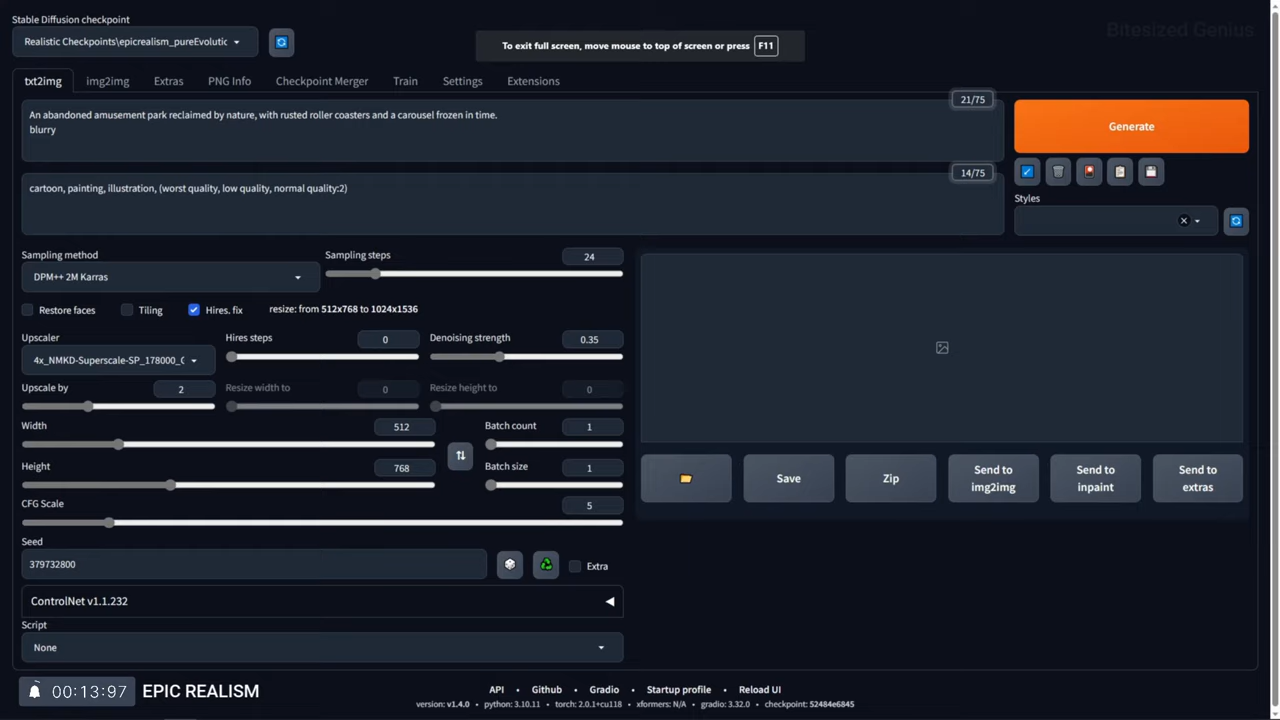 Stable Diffusion checkpoint
Bitesized Genius
Realistic Checkpoints\epicrealism_pureEvolutic
To exit full screen, move mouse to top of screen or press F11
txt2img img2img Extras PNG Info Checkpoint Merger Train Settings Extensions
21/75
An abandoned amusement park reclaimed by nature, with rusted roller coasters and a carousel frozen in time.
blurry
Generate
14/75
cartoon, painting, illustration, (worst quality, low quality, normal quality:2)
Styles
Sampling method
Sampling steps
24
DPM++ 2M Karras
Restore faces
Tiling
Hires. fix
resize: from 512x768 to 1024x1536
Upscaler
Hires steps
0
Denoising strength
0.35
4x_NMKD-Superscale-SP_178000_
Upscale by
2
Resize width to
0
Resize height to
0
Width
512
Batch count
1
Height
768
Batch size
1
CFG Scale
5
Save
Zip
Send to
img2img
Send to
inpaint
Send to
extras
Seed
379732800
Extra
ControlNet v1.1.232
Script
None
00:13:97 EPIC REALISM
API • Github • Gradio • Startup profile • Reload UI
version: v1.4.0 • python: 3.10.11 • torch: 2.0.1+cu118 • xformers: N/A • gradio: 3.32.0 • checkpoint: 52484e6845